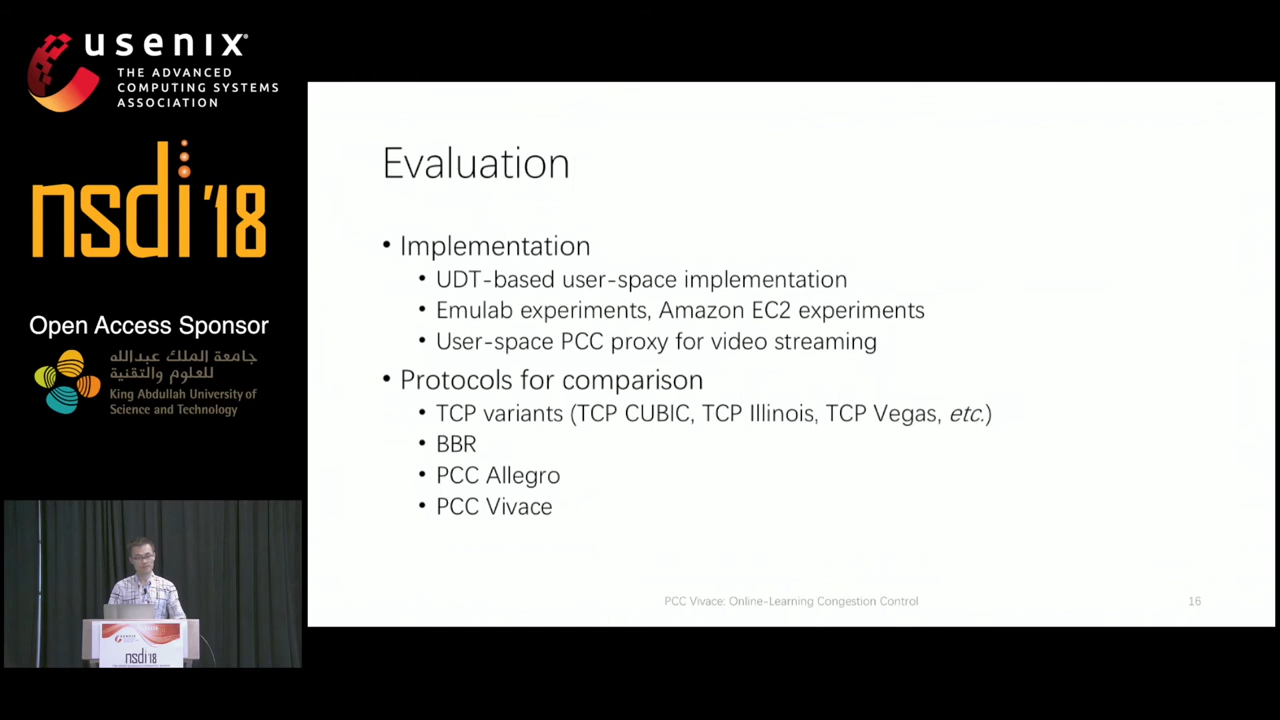 usenix
THE ADVANCED
COMPUTING SYSTEMS
ASSOCIATION
nsdi '18
Open Access Sponsor
جامعة الملك عبدالله
للعلوم والتقنية
King Abdullah University of
Science and Technology
Evaluation
• Implementation
• UDT-based user-space implementation
• Emulab experiments, Amazon EC2 experiments
• User-space PCC proxy for video streaming
• Protocols for comparison
• TCP variants (TCP CUBIC, TCP Illinois, TCP Vegas, etc.)
• BBR
• PCC Allegro
• PCC Vivace
PCC Vivace: Online-Learning Congestion Control
16
usenix
nsdi'18